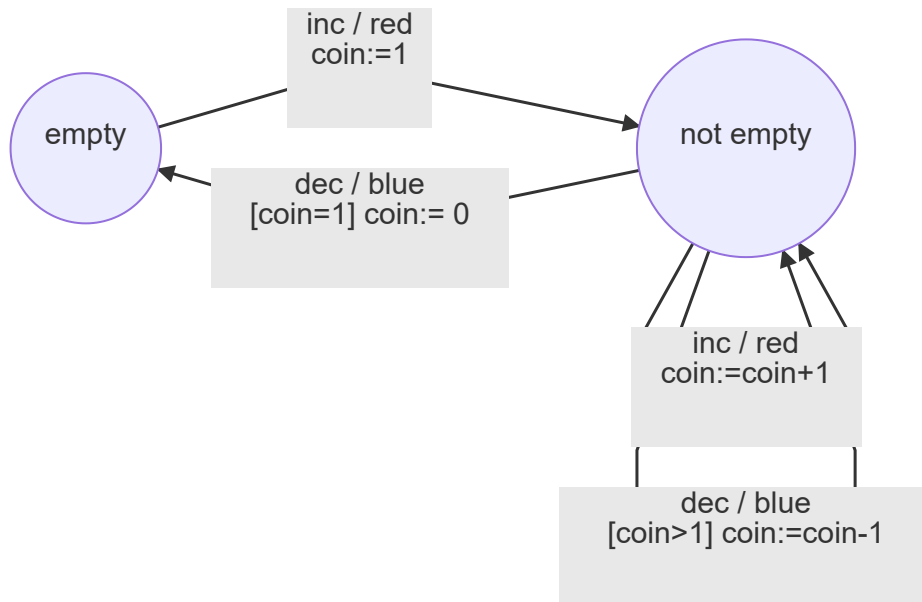 inc / red
coin:=1
empty
not empty
dec / blue
[coin=1] coin:= 0
inc / red
coin:=coin+1
dec / blue
[coin>1] coin:=coin-1